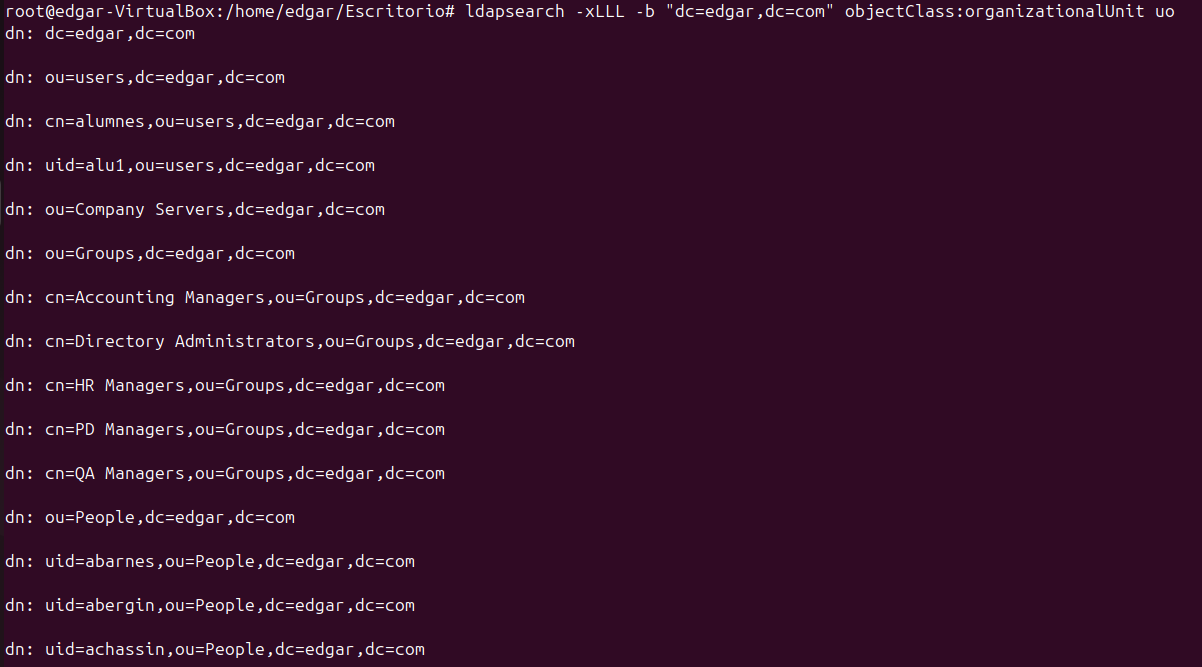 root@edgar-VirtualBox:/home/edgar/Escritorio# ldapsearch -xLLL -b "dc=edgar,dc=com" objectClass:organizationalUnit uo
dn: dc=edgar,dc=com
dn: ou=users,dc=edgar,dc=com
dn: cn=alumnes,ou=users,dc=edgar,dc=com
dn: uid=alu1,ou=users,dc=edgar,dc=com
dn: ou=Company Servers,dc=edgar,dc=com
dn: ou=Groups,dc=edgar,dc=com
dn: cn=Accounting Managers,ou=Groups,dc=edgar,dc=com
dn: cn=Directory Administrators,ou=Groups,dc=edgar,dc=com
dn: cn=HR Managers,ou=Groups,dc=edgar,dc=com
dn: cn=PD Managers,ou=Groups,dc=edgar,dc=com
dn: cn=QA Managers,ou=Groups,dc=edgar,dc=com
dn: ou=People,dc=edgar,dc=com
dn: uid=abarnes,ou=People,dc=edgar,dc=com
dn: uid=abergin,ou=People,dc=edgar,dc=com
dn: uid=achassin,ou=People,dc=edgar,dc=com